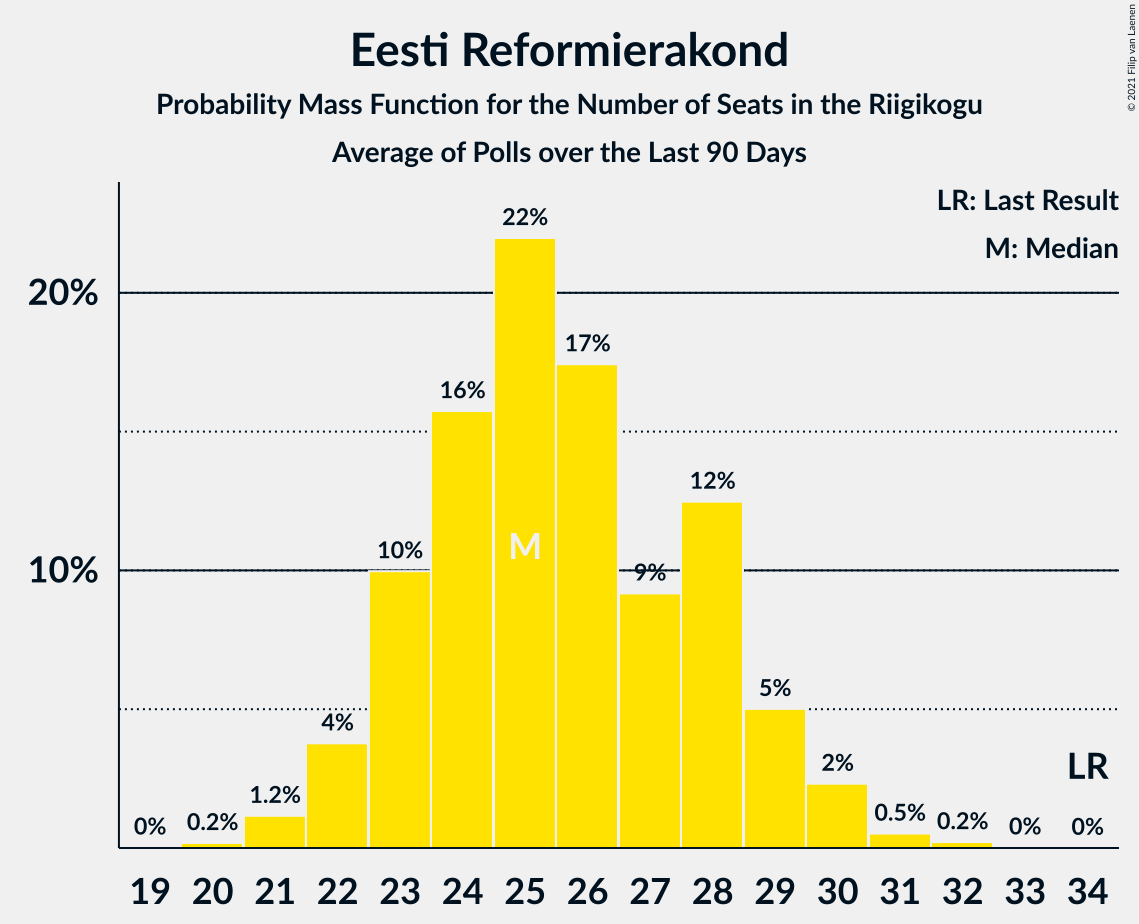 Eesti Reformierakond
Probability Mass Function for the Number of Seats in the Riigikogu
Average of Polls over the Last 90 Days
© 2021 Filip van Laenen
LR: Last Result
M: Median
20%
10%
0%
0.2%
1.2%
4%
10%
16%
22%
17%
9%
12%
5%
2%
0.5%
0.2%
0%
0%
M
LR
19 20 21 22 23 24 25 26 27 28 29 30 31 32 33 34